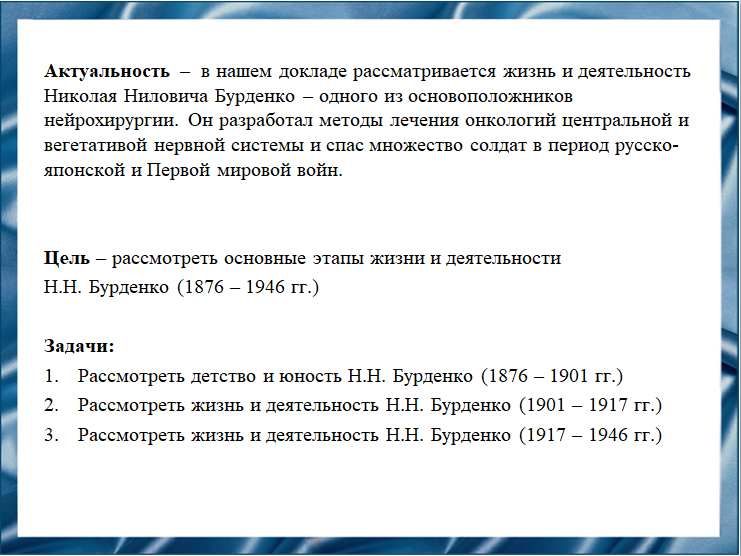 Актуальность – в нашем докладе рассматривается жизнь и деятельность
Николая Ниловича Бурденко – одного из основоположников
нейрохирургии. Он разработал методы лечения онкологий центральной и
вегетативной нервной системы и спас множество солдат в период русско-
японской и Первой мировой войн.
Цель – рассмотреть основные этапы жизни и деятельности
Н.Н. Бурденко (1876 – 1946 гг.)
Задачи:
1. Рассмотреть детство и юность Н.Н. Бурденко (1876 – 1901 гг.)
2. Рассмотреть жизнь и деятельность Н.Н. Бурденко (1901 – 1917 гг.)
3. Рассмотреть жизнь и деятельность Н.Н. Бурденко (1917 – 1946 гг.)